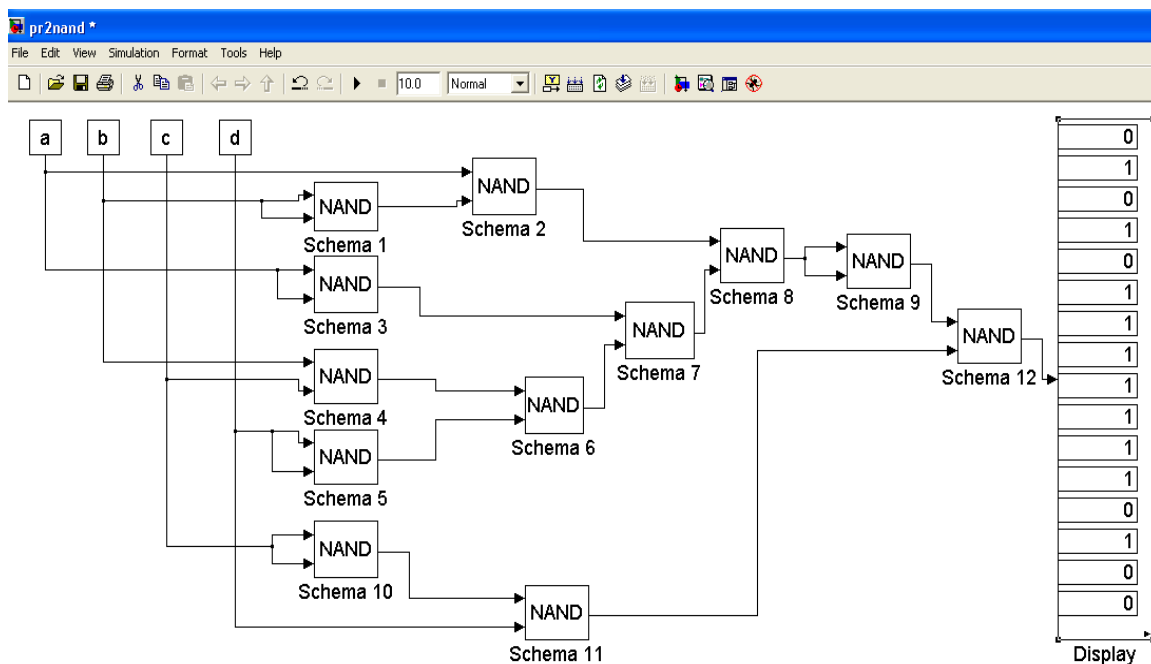 pr2nand *
File Edit View Simulation Format Tools Help
10.0 Normal
a b c d
NAND
Schema 1
NAND
Schema 2
NAND
Schema 3
NAND
Schema 4
NAND
Schema 5
NAND
Schema 6
NAND
Schema 7
NAND
Schema 8
NAND
Schema 9
NAND
Schema 10
NAND
Schema 11
NAND
Schema 12
0
1
0
1
0
1
1
1
1
1
1
1
0
1
0
0
Display